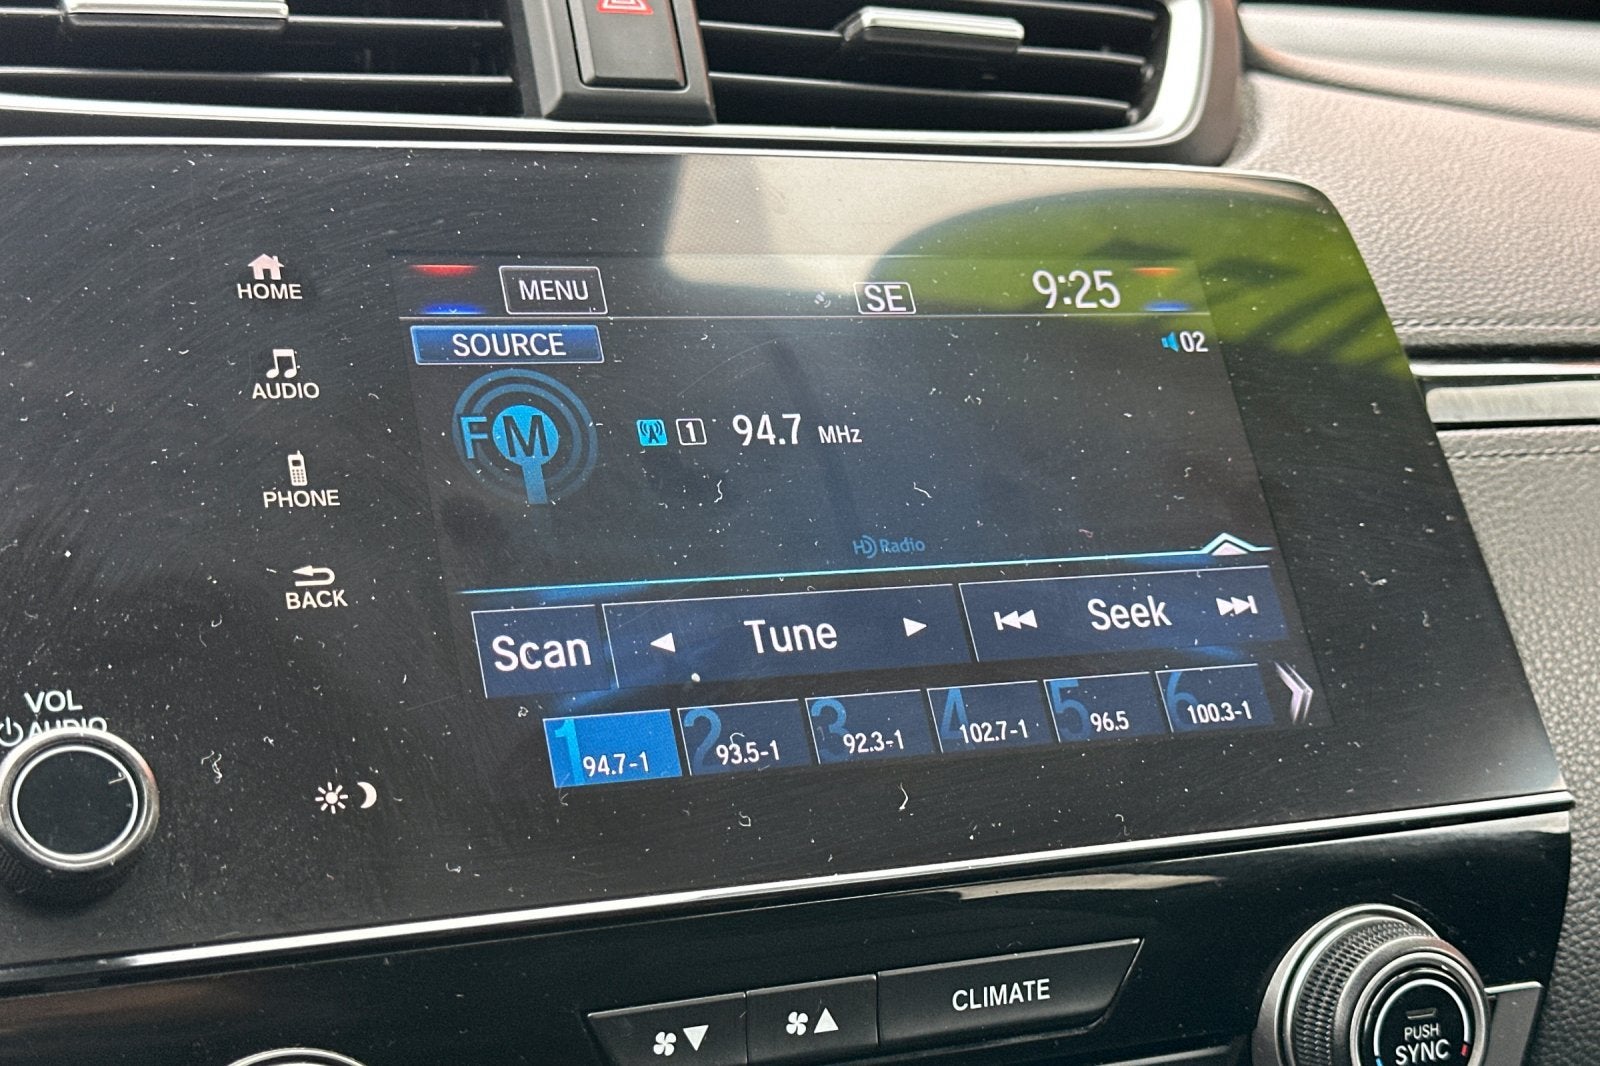 HOME
MENU
SE
9:25
SOURCE
02
AUDIO
FM
1 94.7 MHz
PHONE
HD Radio
BACK
Scan
Tune
Seek
VOL
AUDIO
1 94.7-1
2 93.5-1
3 92.3-1
4 102.7-1
5 96.5
6 100.3-1
CLIMATE
PUSH
SYNC